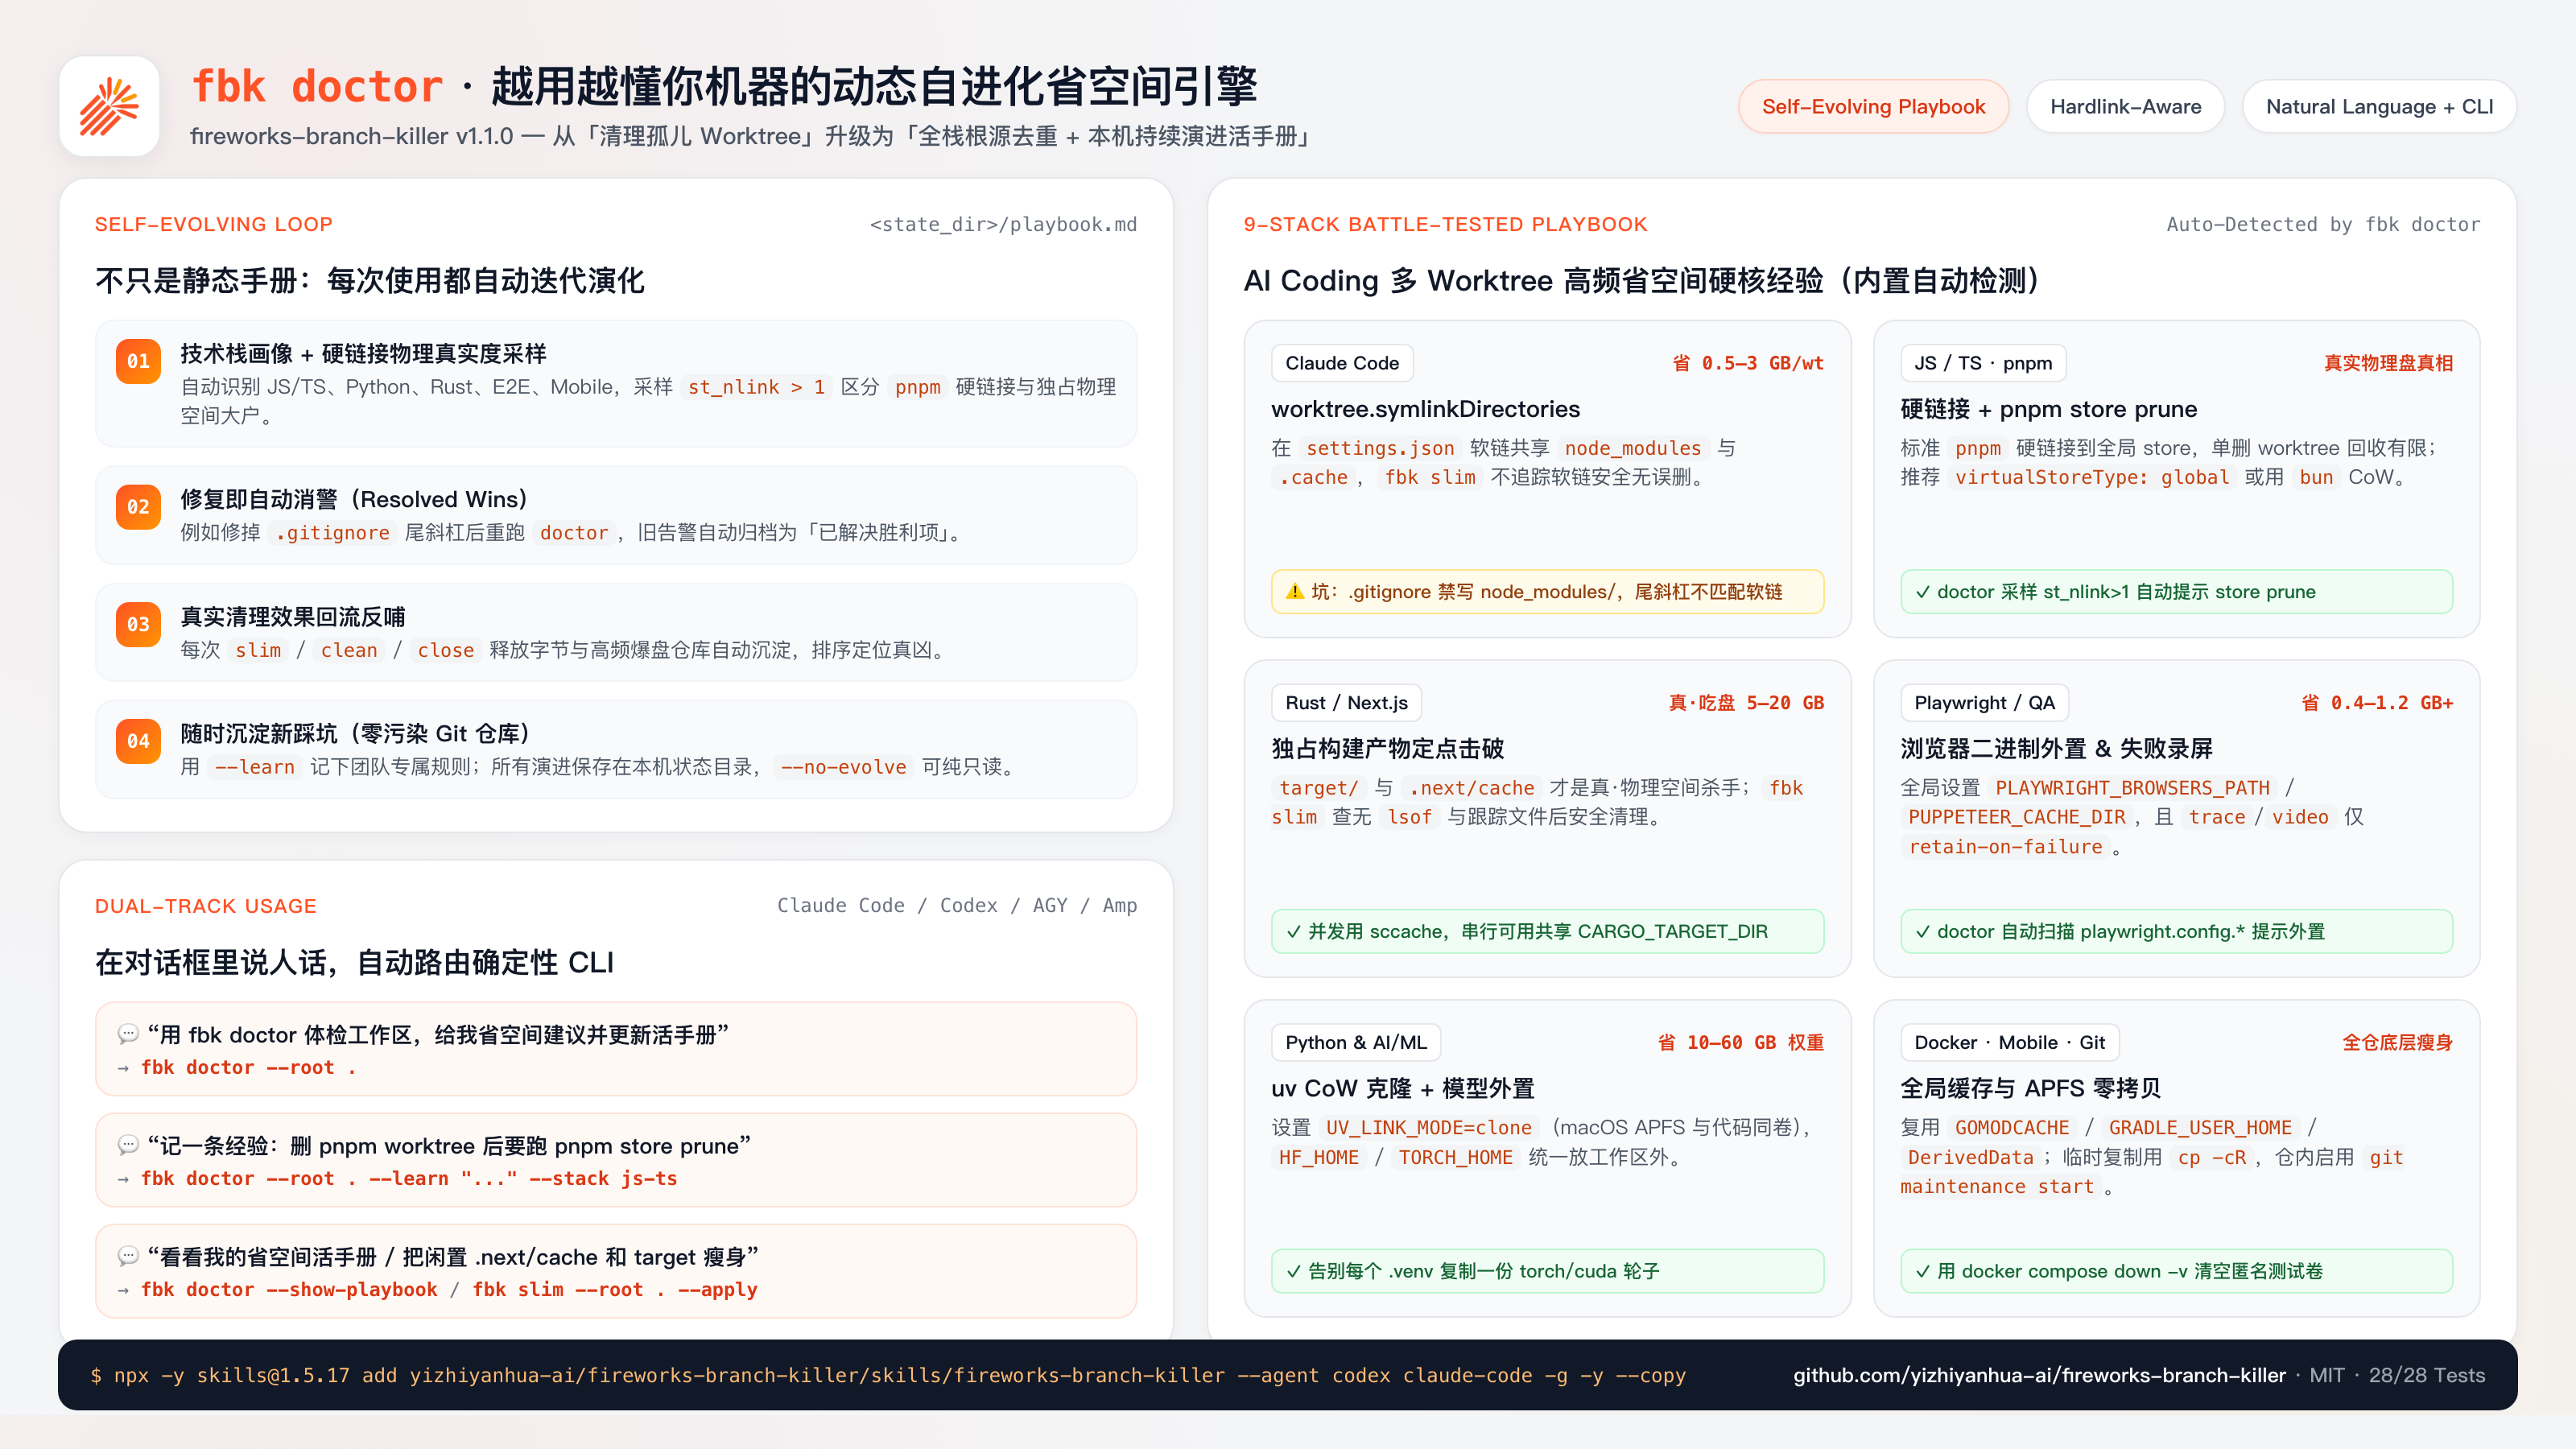 fbk doctor · 越用越懂你机器的动态自进化省空间引擎
fireworks-branch-killer v1.1.0 — 从「清理孤儿 Worktree」升级为「全栈根源去重 + 本机持续演进活手册」
Self-Evolving Playbook
Hardlink-Aware
Natural Language + CLI
SELF-EVOLVING LOOP
<state_dir>/playbook.md
不只是静态手册：每次使用都自动迭代演化
01
技术栈画像 + 硬链接物理真实度采样
自动识别 JS/TS、Python、Rust、E2E、Mobile，采样 st_nlink > 1 区分 pnpm 硬链接与独占物理
空间大户。
02
修复即自动消警（Resolved Wins）
例如修掉 .gitignore 尾斜杠后重跑 doctor，旧告警自动归档为「已解决胜利项」。
03
真实清理效果回流反哺
每次 slim / clean / close 释放字节与高频爆盘仓库自动沉淀，排序定位真凶。
04
随时沉淀新踩坑（零污染 Git 仓库）
用 --learn 记下团队专属规则；所有演进保存在本机状态目录，--no-evolve 可纯只读。
DUAL-TRACK USAGE
Claude Code / Codex / AGY / Amp
在对话框里说人话，自动路由确定性 CLI
💬 “用 fbk doctor 体检工作区，给我省空间建议并更新活手册”
→ fbk doctor --root .
💬 “记一条经验：删 pnpm worktree 后要跑 pnpm store prune”
→ fbk doctor --root . --learn "..." --stack js-ts
💬 “看看我的省空间活手册 / 把闲置 .next/cache 和 target 瘦身”
→ fbk doctor --show-playbook / fbk slim --root . --apply
9-STACK BATTLE-TESTED PLAYBOOK
Auto-Detected by fbk doctor
AI Coding 多 Worktree 高频省空间硬核经验（内置自动检测）
Claude Code
省 0.5–3 GB/wt
worktree.symlinkDirectories
在 settings.json 软链共享 node_modules 与
.cache，fbk slim 不追踪软链安全无误删。
⚠️ 坑：.gitignore 禁写 node_modules/，尾斜杠不匹配软链
JS / TS · pnpm
真实物理盘真相
硬链接 + pnpm store prune
标准 pnpm 硬链接到全局 store，单删 worktree 回收有限；
推荐 virtualStoreType: global 或用 bun CoW。
✓ doctor 采样 st_nlink>1 自动提示 store prune
Rust / Next.js
真·吃盘 5–20 GB
独占构建产物定点击破
target/ 与 .next/cache 才是真·物理空间杀手；fbk
slim 查无 lsof 与跟踪文件后安全清理。
✓ 并发用 sccache，串行可用共享 CARGO_TARGET_DIR
Playwright / QA
省 0.4–1.2 GB+
浏览器二进制外置 & 失败录屏
全局设置 PLAYWRIGHT_BROWSERS_PATH /
PUPPETEER_CACHE_DIR，且 trace / video 仅
retain-on-failure 。
✓ doctor 自动扫描 playwright.config.* 提示外置
Python & AI/ML
省 10–60 GB 权重
uv CoW 克隆 + 模型外置
设置 UV_LINK_MODE=clone （macOS APFS 与代码同卷），
HF_HOME / TORCH_HOME 统一放工作区外。
✓ 告别每个 .venv 复制一份 torch/cuda 轮子
Docker · Mobile · Git
全仓底层瘦身
全局缓存与 APFS 零拷贝
复用 GOMODCACHE / GRADLE_USER_HOME /
DerivedData；临时复制用 cp -cR，仓内启用 git
maintenance start 。
✓ 用 docker compose down -v 清空匿名测试卷
$ npx -y skills@1.5.17 add yizhiyanhua-ai/fireworks-branch-killer/skills/fireworks-branch-killer --agent codex claude-code -g -y --copy
github.com/yizhiyanhua-ai/fireworks-branch-killer · MIT · 28/28 Tests